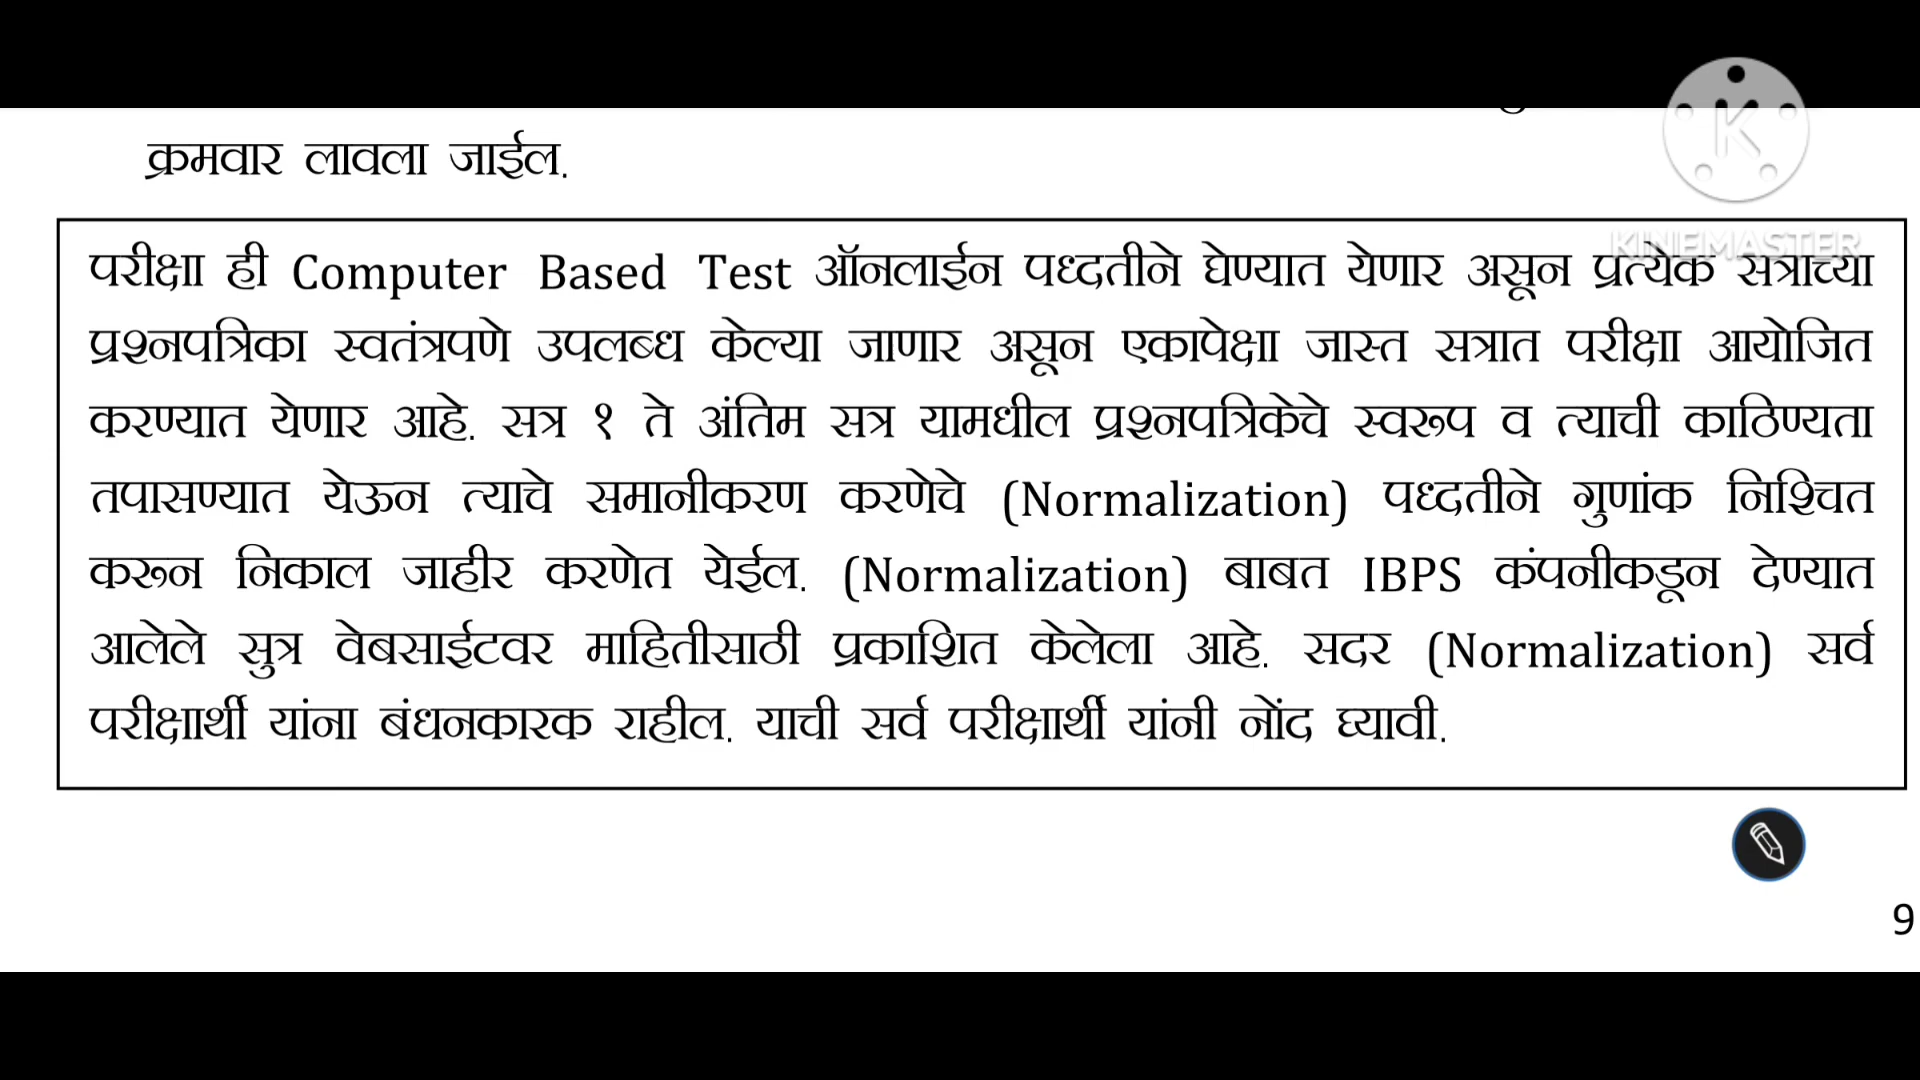 क्रमवार लावला जाईल.
KINEMASTER
परीक्षा ही Computer Based Test ऑनलाईन पध्दतीने घेण्यात येणार असून प्रत्येक सत्राच्या
प्रश्नपत्रिका स्वतंत्रपणे उपलब्ध केल्या जाणार असून एकापेक्षा जास्त सत्रात परीक्षा आयोजित
करण्यात येणार आहे. सत्र १ ते अंतिम सत्र यामधील प्रश्नपत्रिकेचे स्वरूप व त्याची काठिण्यता
तपासण्यात येऊन त्याचे समानीकरण करणेचे (Normalization) पध्दतीने गुणांक निश्चित
करून निकाल जाहीर करणेत येईल. (Normalization) बाबत IBPS कंपनीकडून देण्यात
आलेले सुत्र वेबसाईटवर माहितीसाठी प्रकाशित केलेला आहे. सदर (Normalization) सर्व
परीक्षार्थी यांना बंधनकारक राहील. याची सर्व परीक्षार्थी यांनी नोंद घ्यावी.
9